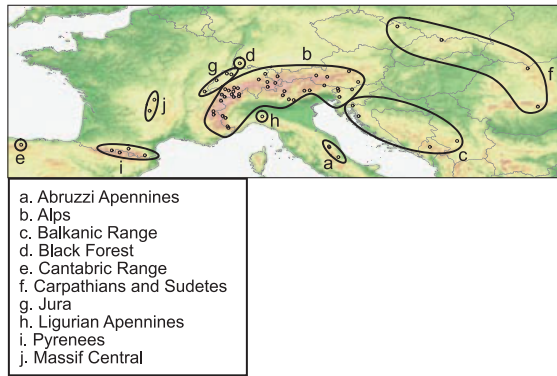 b
d
g
f
j
h
e
i
a
c
a. Abruzzi Apennines
b. Alps
c. Balkanic Range
d. Black Forest
e. Cantabric Range
f. Carpathians and Sudetes
g. Jura
h. Ligurian Apennines
i. Pyrenees
j. Massif Central